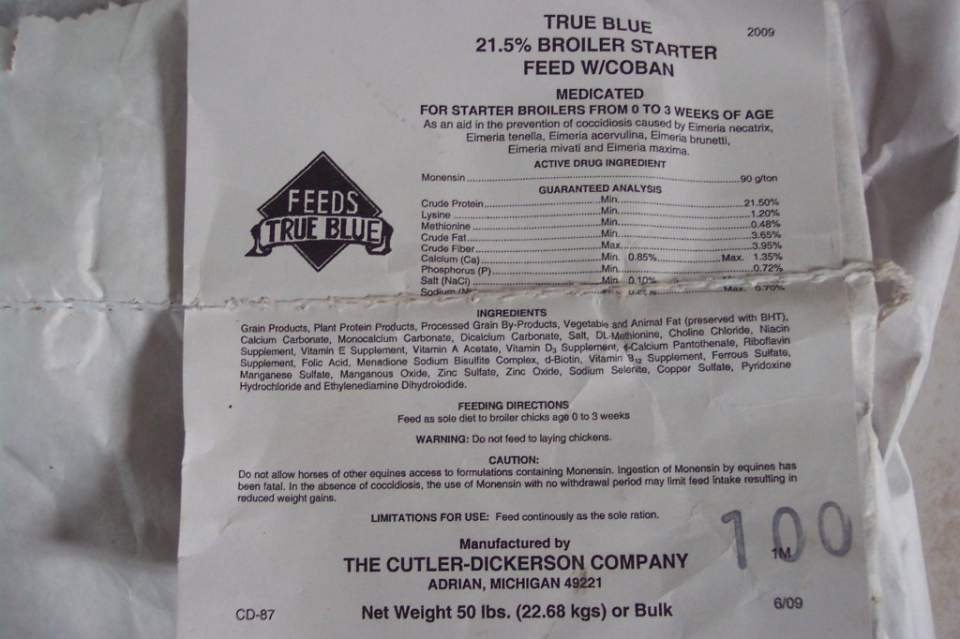 TRUE BLUE
2009
21.5% BROILER STARTER
FEED W/COBAN
MEDICATED
FOR STARTER BROILERS FROM 0 TO 3 WEEKS OF AGE
As an aid in the prevention of coccidiosis caused by Eimeria necatrix,
Eimeria tenella, Eimeria acervulina, Eimeria brunetti,
Eimeria mivati and Eimeria maxima.
ACTIVE DRUG INGREDIENT
Monensin 90 g/ton
GUARANTEED ANALYSIS
Crude Protein Min. 21.50%
Lysine Min. 1.20%
Methionine Min. 0.48%
Crude Fat Min. 3.65%
Crude Fiber Max. 3.95%
Calcium (Ca) Min. 0.85% Max. 1.35%
Phosphorus (P) Min. 0.72%
Salt (NaCl) Min. 0.10%
FEEDS
TRUE BLUE
INGREDIENTS
Grain Products, Plant Protein Products, Processed Grain By-Products, Vegetable and Animal Fat (preserved with BHT),
Calcium Carbonate, Monocalcium Carbonate, Dicalcium Carbonate, Salt, DL-Methionine, Choline Chloride, Niacin
Supplement, Vitamin E Supplement, Vitamin A Acetate, Vitamin D3 Supplement, d-Calcium Pantothenate, Riboflavin
Supplement, Folic Acid, Menadione Sodium Bisulfite Complex, d-Biotin, Vitamin B12 Supplement, Ferrous Sulfate,
Manganese Sulfate, Manganous Oxide, Zinc Sulfate, Zinc Oxide, Sodium Selenite, Copper Sulfate, Pyridoxine
Hydrochloride and Ethylenediamine Dihydroiodide.
FEEDING DIRECTIONS
Feed as sole diet to broiler chicks age 0 to 3 weeks
WARNING: Do not feed to laying chickens.
CAUTION:
Do not allow horses of other equines access to formulations containing Monensin. Ingestion of Monensin by equines has
been fatal. In the absence of coccidiosis, the use of Monensin with no withdrawal period may limit feed intake resulting in
reduced weight gains.
LIMITATIONS FOR USE: Feed continously as the sole ration.
100
Manufactured by
1M
THE CUTLER-DICKERSON COMPANY
ADRIAN, MICHIGAN 49221
CD-87
Net Weight 50 lbs. (22.68 kgs) or Bulk
6/09